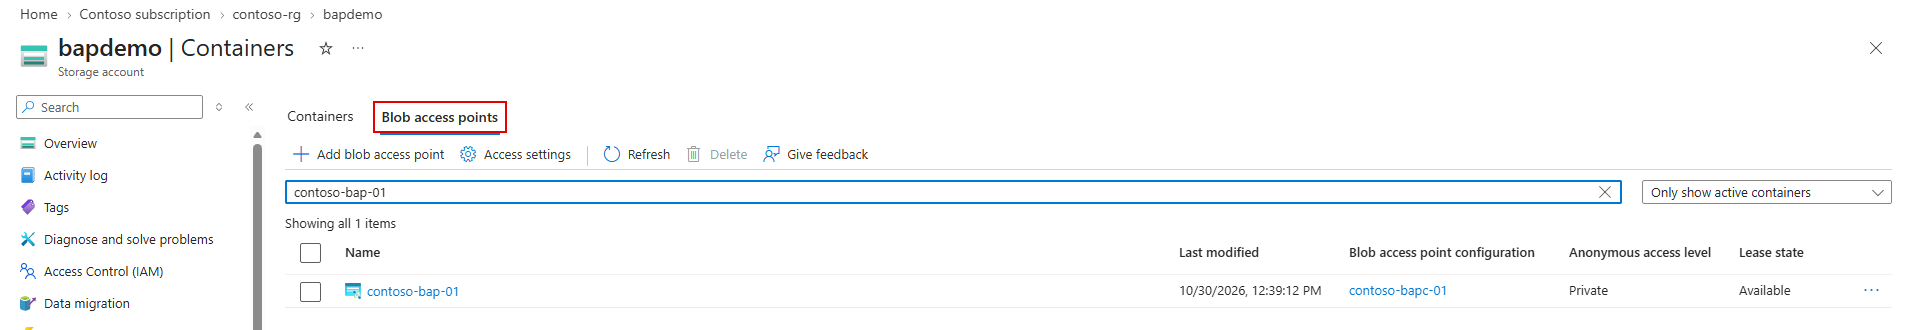 Home > Contoso subscription > contoso-rg > bapdemo
bapdemo | Containers
Storage account
Search
Overview
Activity log
Tags
Diagnose and solve problems
Access Control (IAM)
Data migration
Containers Blob access points
Add blob access point Access settings Refresh Delete Give feedback
contoso-bap-01 Only show active containers
Showing all 1 items
Name Last modified Blob access point configuration Anonymous access level Lease state
contoso-bap-01 10/30/2026, 12:39:12 PM contoso-bapc-01 Private Available